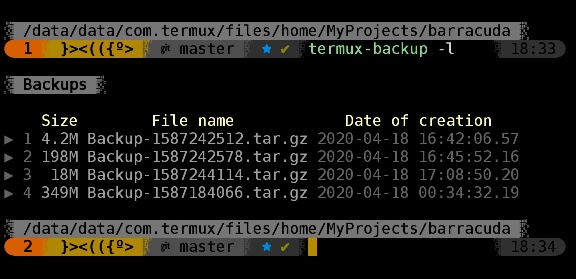 /data/data/com.termux/files/home/MyProjects/barracuda
1 }><(({º> master ★ ✔ termux-backup -l 18:33
Backups
Size File name Date of creation
▶ 1 4.2M Backup-1587242512.tar.gz 2020-04-18 16:42:06.57
▶ 2 198M Backup-1587242578.tar.gz 2020-04-18 16:45:52.16
▶ 3 18M Backup-1587244114.tar.gz 2020-04-18 17:08:50.20
▶ 4 349M Backup-1587184066.tar.gz 2020-04-18 00:34:32.19
/data/data/com.termux/files/home/MyProjects/barracuda
2 }><(({º> master ★ ✔ 18:34